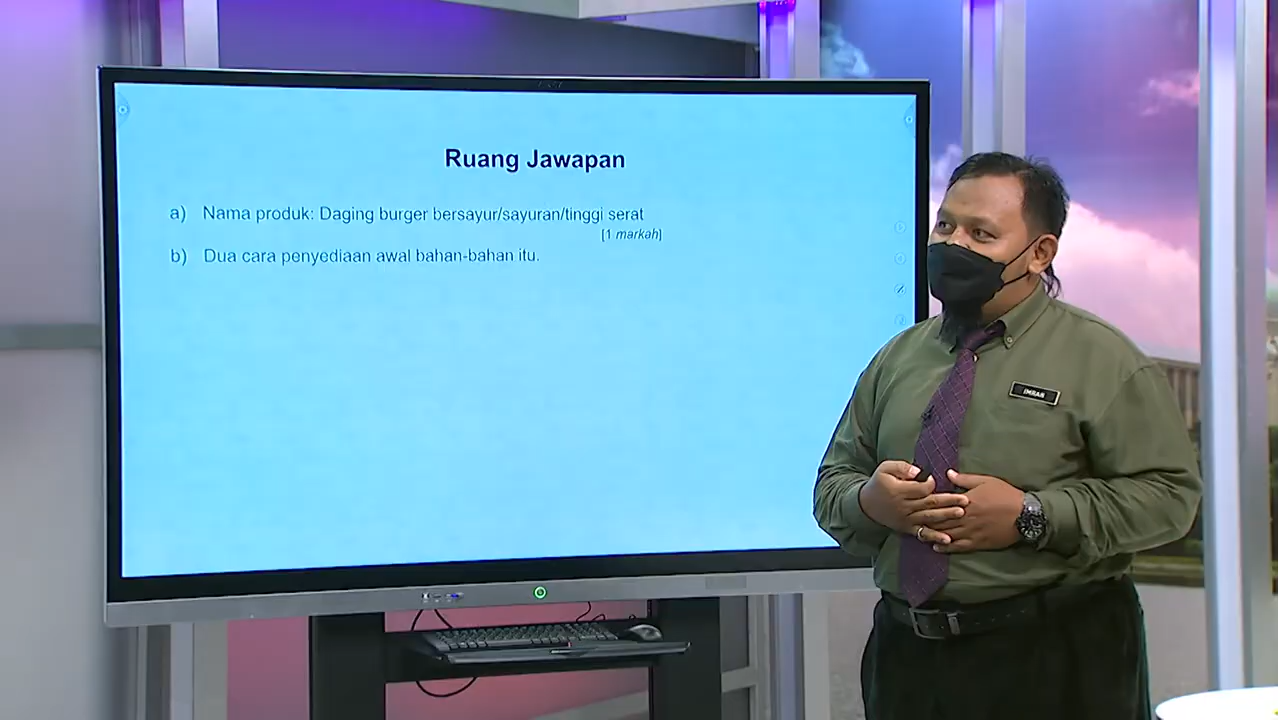 Ruang Jawapan
a) Nama produk: Daging burger bersayur/sayuran/tinggi serat
[1 markah]
b) Dua cara penyediaan awal bahan-bahan itu.
IMRAN